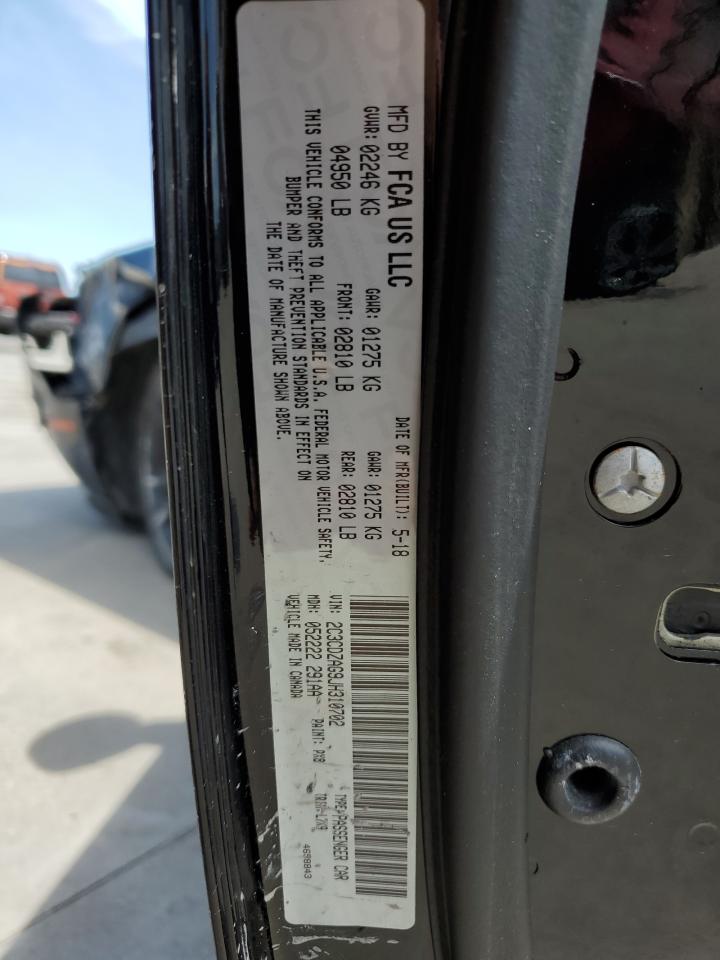 MFD BY FCA US LLC
DATE OF MFR(BUILT): 5-18
GVWR: 02246 KG
GAWR: 01275 KG
GAWR: 01275 KG
04950 LB
FRONT: 02810 LB
REAR: 02810 LB
THIS VEHICLE CONFORMS TO ALL APPLICABLE U.S.A. FEDERAL MOTOR VEHICLE SAFETY,
BUMPER AND THEFT PREVENTION STANDARDS IN EFFECT ON
THE DATE OF MANUFACTURE SHOWN ABOVE.
VIN: 2C3CDZAG9JH310702
TYPE: PASSENGER CAR
MDH: 052222 291AA
PAINT: PX8
TRIM: L7X9
VEHICLE MADE IN CANADA
4698843